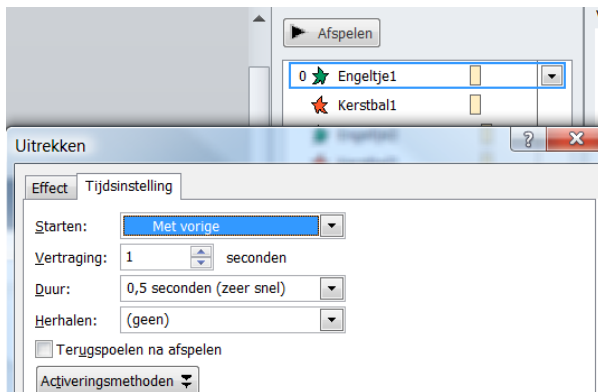 Afspelen
0 Engeltje1
Kerstbal1
Uitrekken
Effect Tijdsinstelling
Starten: Met vorige
Vertraging: 1 seconden
Duur: 0,5 seconden (zeer snel)
Herhalen: (geen)
Terugspoelen na afspelen
Activeringsmethoden